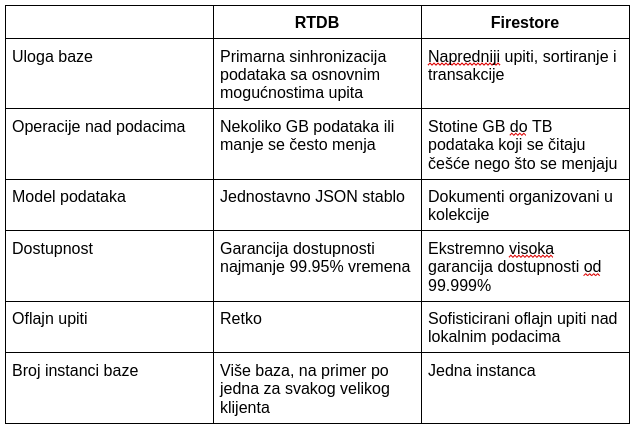 RTDB
Firestore
Uloga baze
Primarna sinhronizacija
podataka sa osnovnim
mogućnostima upita
Napredniji upiti, sortiranje i
transakcije
Operacije nad podacima
Nekoliko GB podataka ili
manje se često menja
Stotine GB do TB
podataka koji se čitaju
češće nego što se menjaju
Model podataka
Jednostavno JSON stablo
Dokumenti organizovani u
kolekcije
Dostupnost
Garancija dostupnosti
najmanje 99.95% vremena
Ekstremno visoka
garancija dostupnosti od
99.999%
Oflajn upiti
Retko
Sofisticirani oflajn upiti nad
lokalnim podacima
Broj instanci baze
Više baza, na primer po
jedna za svakog velikog
klijenta
Jedna instanca